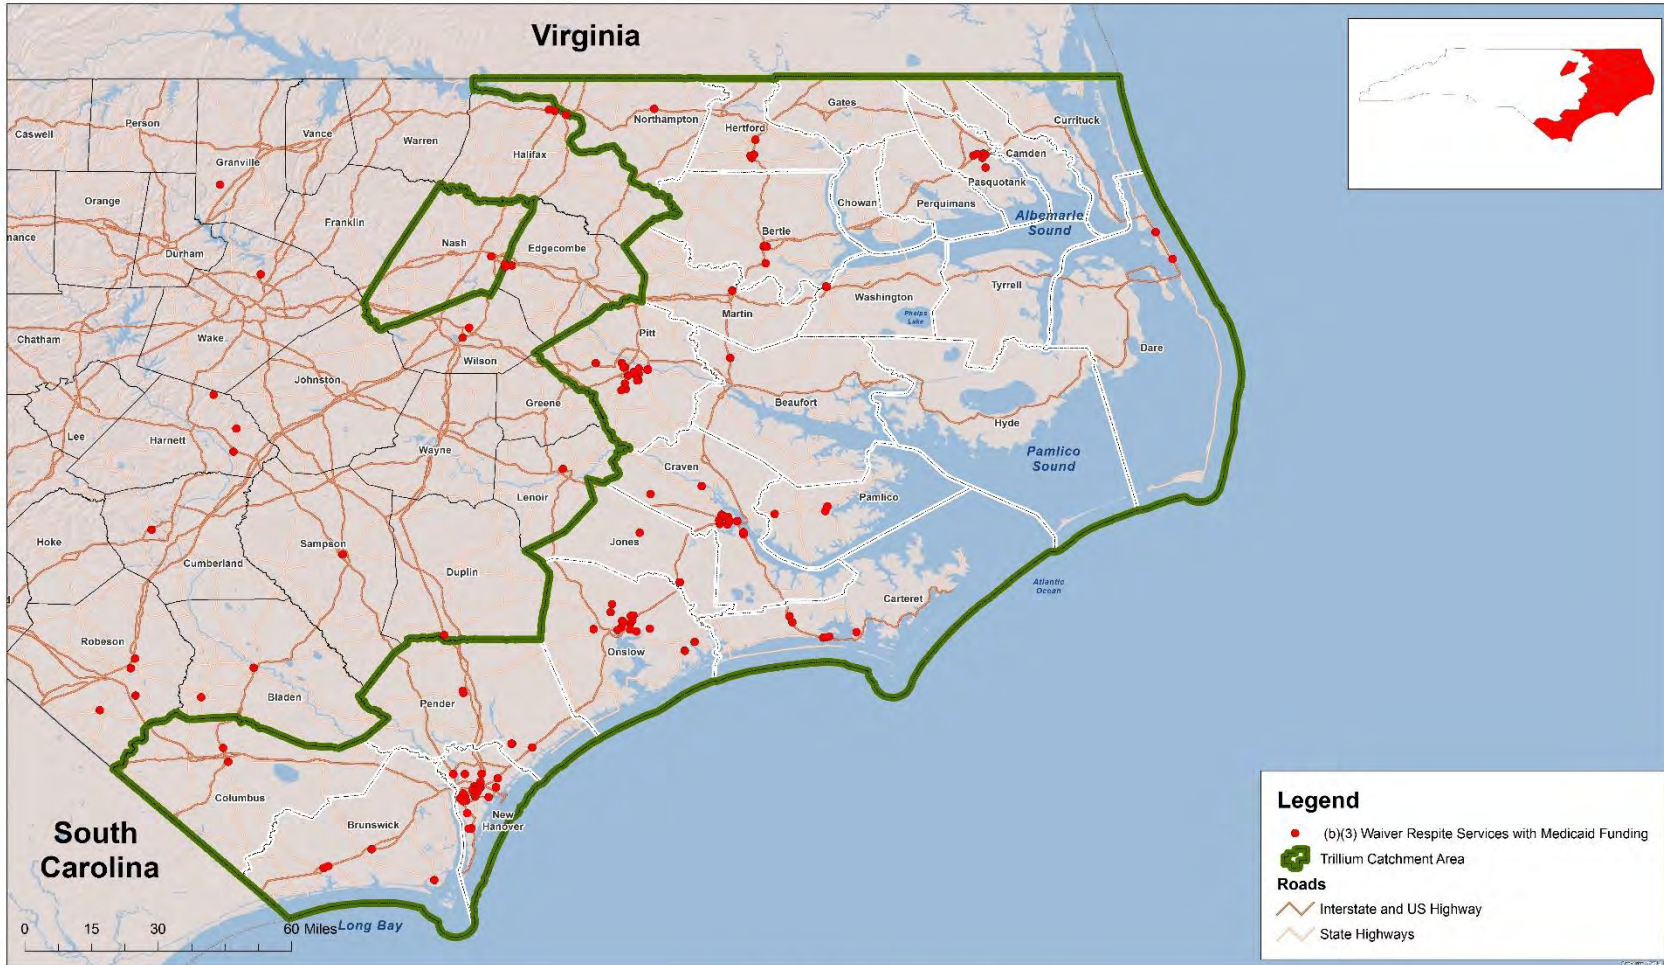 Virginia
Gates
Person
Northampton
Currituck
Hertford
Caswell
Vance
Warren
Halifax
Camden
Granville
Pasquotank
Orange
Chowan
Perquimans
Franklin
Albemarle
Sound
Bertie
nance
Nash
Edgecombe
Durham
Tyrrell
Washington
Martin
Phelps
Lake
Pitt
Chatham
Wake
Dare
Wilson
Johnston
Greene
Beaufort
Hyde
Lee
Harnett
Wayne
Pamlico
Sound
Craven
Lenoir
Pamlico
Hoke
Sampson
Jones
Cumberland
Duplin
Atlantic
Ocean
Carteret
Robeson
Onslow
Bladen
Pender
Columbus
New
Hanover
Brunswick
South
Carolina
Long Bay
0 15 30 60 Miles
Legend
(b)(3) Waiver Respite Services with Medicaid Funding
Trillium Catchment Area
Roads
Interstate and US Highway
State Highways